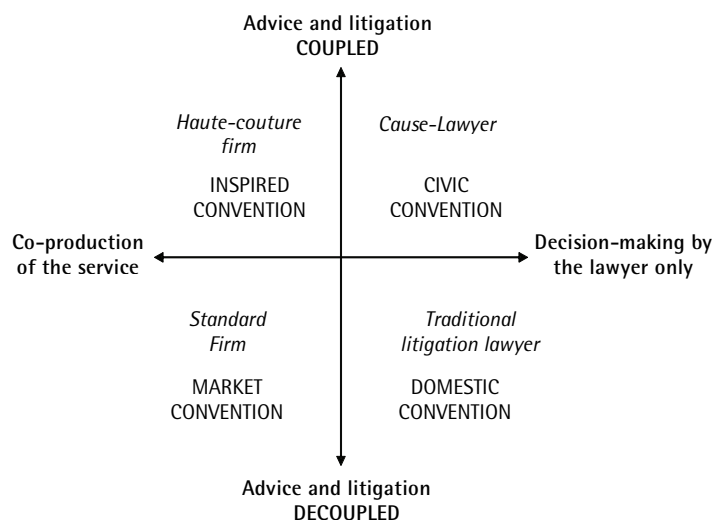 Advice and litigation
COUPLED
Haute-couture
firm
Cause-Lawyer
INSPIRED
CONVENTION
CIVIC
CONVENTION
Co-production
of the service
Decision-making by
the lawyer only
Standard
Firm
Traditional
litigation lawyer
MARKET
CONVENTION
DOMESTIC
CONVENTION
Advice and litigation
DECOUPLED